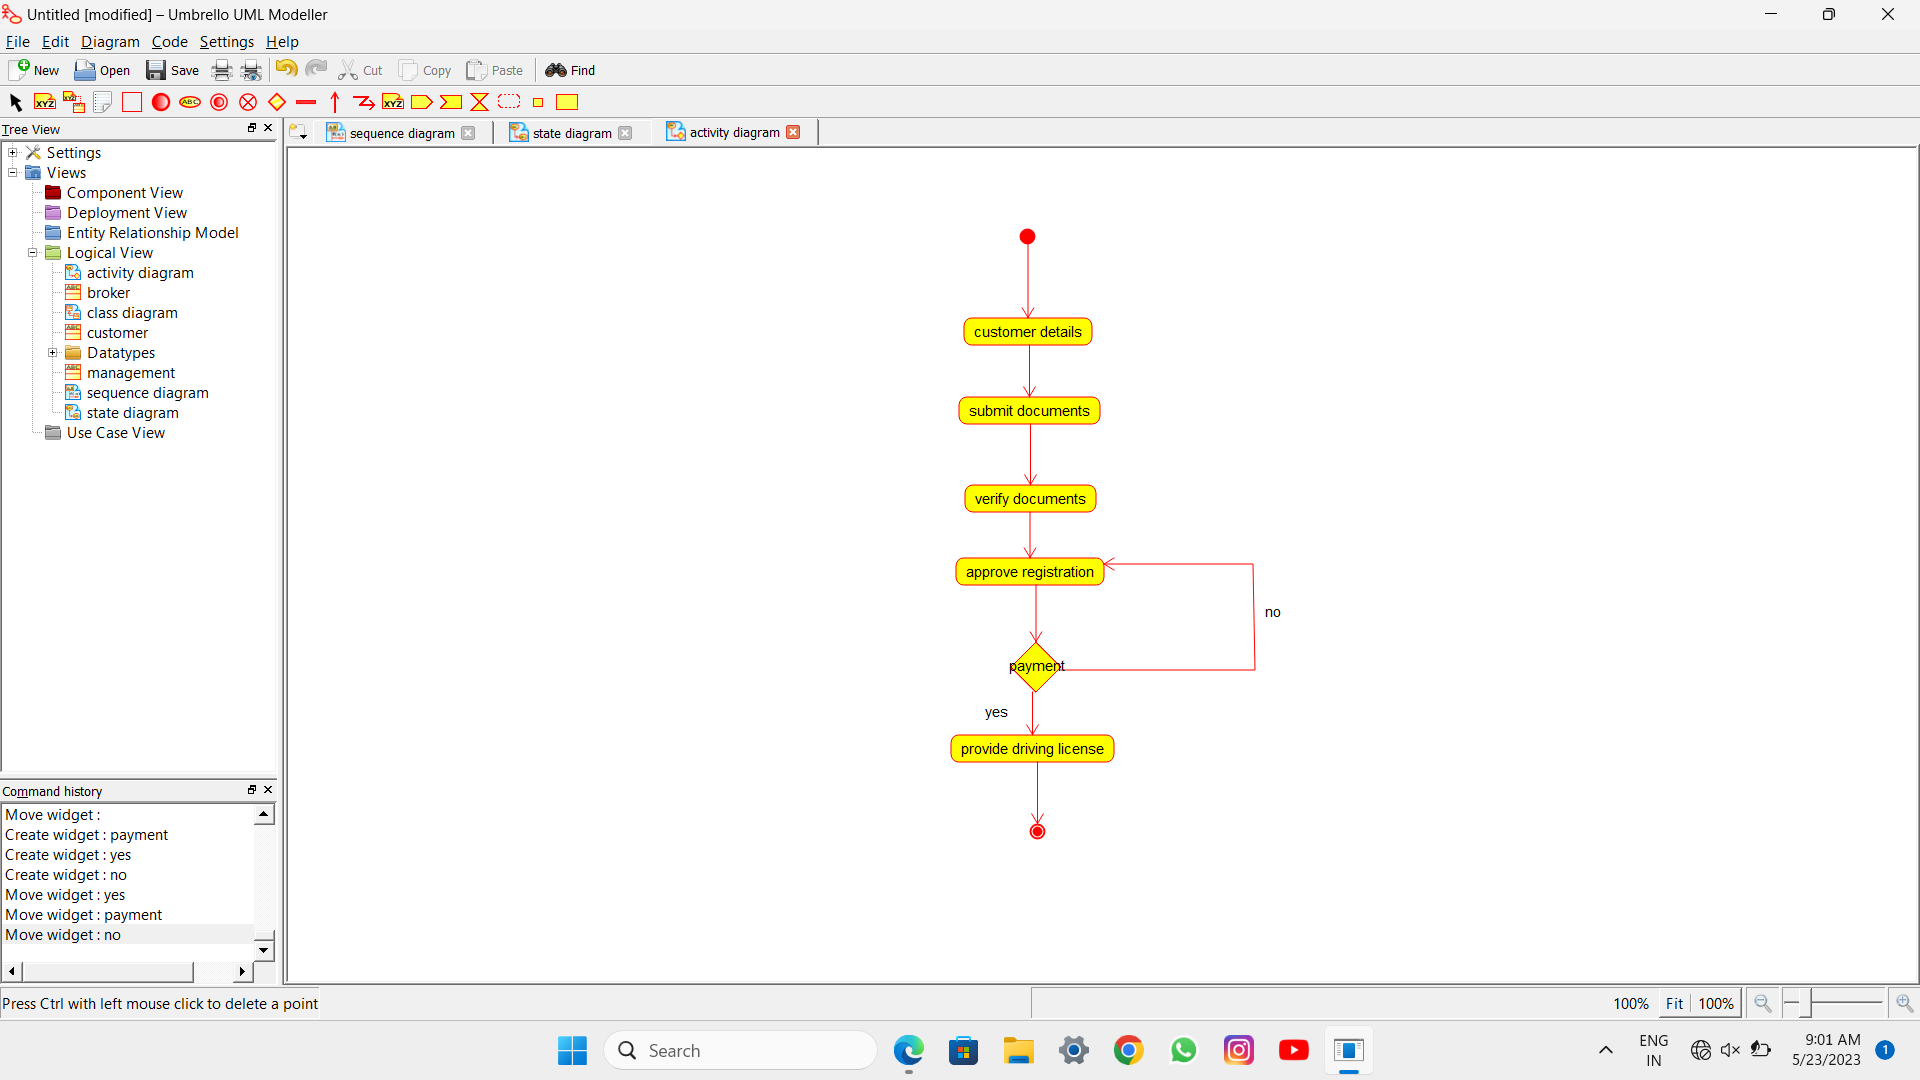 Untitled [modified] – Umbrello UML Modeller
File Edit Diagram Code Settings Help
New Open Save Cut Copy Paste Find
XYZ XYZ ABC XYZ
Tree View
sequence diagram state diagram activity diagram
Settings
Views
Component View
Deployment View
Entity Relationship Model
Logical View
activity diagram
broker
class diagram
customer
Datatypes
management
sequence diagram
state diagram
Use Case View
customer details
submit documents
verify documents
approve registration
no
payment
yes
provide driving license
Command history
Move widget :
Create widget : payment
Create widget : yes
Create widget : no
Move widget : yes
Move widget : payment
Move widget : no
Press Ctrl with left mouse click to delete a point
100% Fit 100%
Search
ENG
IN
9:01 AM
5/23/2023
1